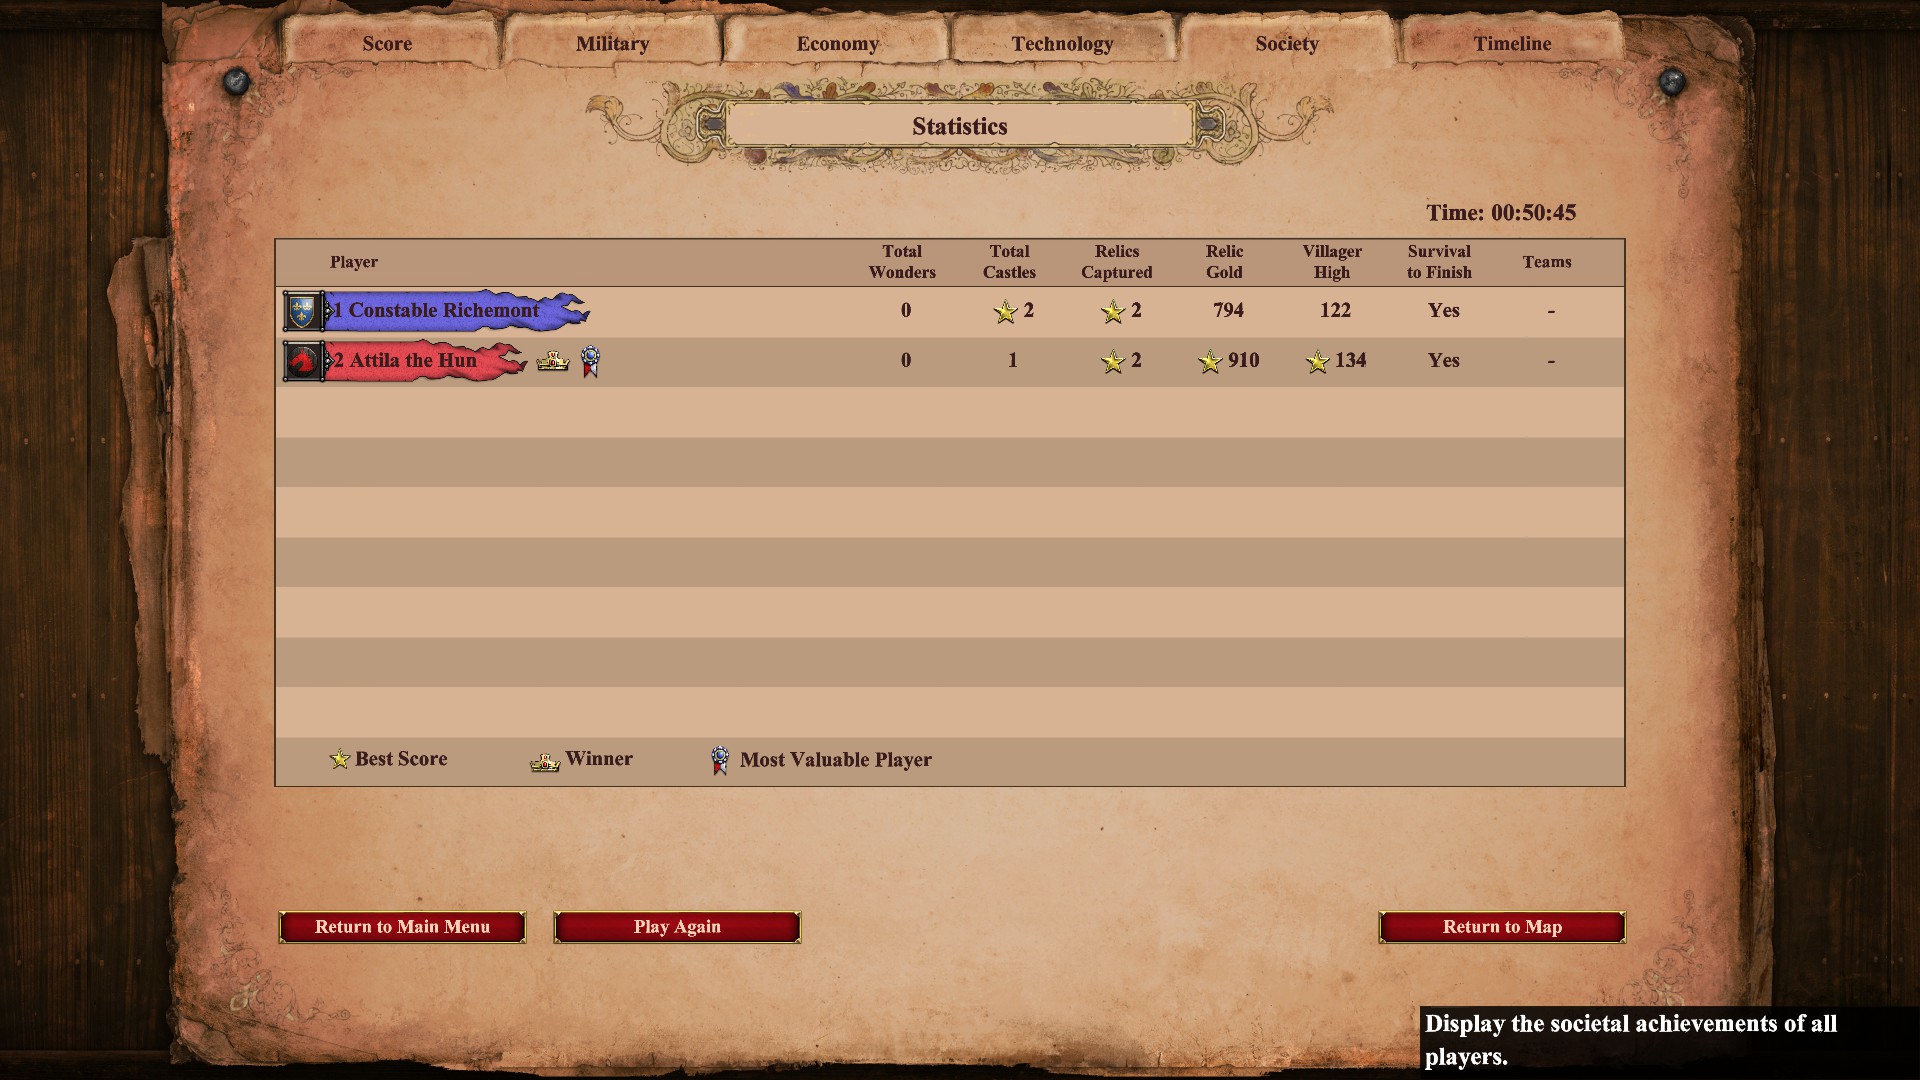 Score Military Economy Technology Society Timeline
Statistics
Time: 00:50:45
Player Total Wonders Total Castles Relics Captured Relic Gold Villager High Survival to Finish Teams
1 Constable Richemont 0 2 2 794 122 Yes -
2 Attila the Hun 0 1 2 910 134 Yes -
Best Score Winner Most Valuable Player
Return to Main Menu Play Again Return to Map
Display the societal achievements of all
players.